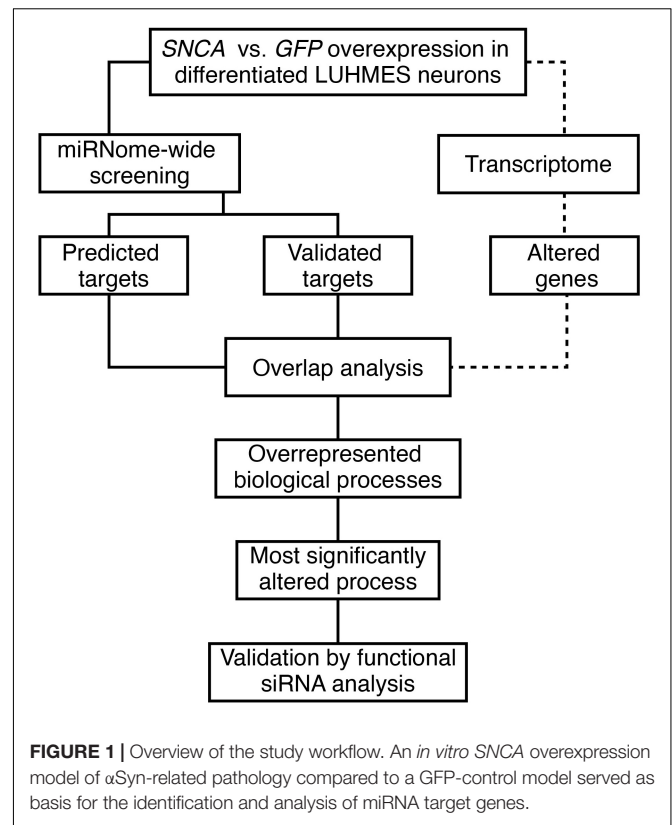 SNCA vs. GFP overexpression in
differentiated LUHMES neurons
miRNome-wide
screening
Transcriptome
Predicted
targets
Validated
targets
Altered
genes
Overlap analysis
Overrepresented
biological processes
Most significantly
altered process
Validation by functional
siRNA analysis
FIGURE 1 | Overview of the study workflow. An in vitro SNCA overexpression
model of αSyn-related pathology compared to a GFP-control model served as
basis for the identification and analysis of miRNA target genes.